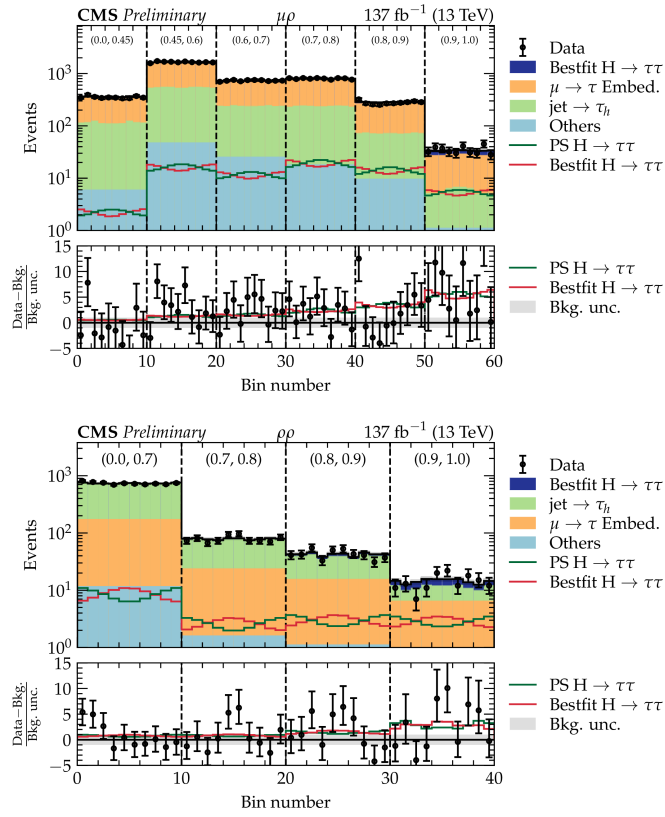 CMS Preliminary μρ 137 fb⁻¹ (13 TeV)
(0.0, 0.45) (0.45, 0.6) (0.6, 0.7) (0.7, 0.8) (0.8, 0.9) (0.9, 1.0)
10³
10²
10¹
10⁰
Events
Data
Bestfit H → ττ
μ → τ Embed.
jet → τₕ
Others
PS H → ττ
Bestfit H → ττ
15
10
5
0
−5
Data−Bkg.
Bkg. unc.
PS H → ττ
Bestfit H → ττ
Bkg. unc.
0 10 20 30 40 50 60
Bin number
CMS Preliminary ρρ 137 fb⁻¹ (13 TeV)
(0.0, 0.7) (0.7, 0.8) (0.8, 0.9) (0.9, 1.0)
10³
10²
10¹
10⁰
Events
Data
Bestfit H → ττ
jet → τₕ
μ → τ Embed.
Others
PS H → ττ
Bestfit H → ττ
15
10
5
0
−5
Data−Bkg.
Bkg. unc.
PS H → ττ
Bestfit H → ττ
Bkg. unc.
0 10 20 30 40
Bin number